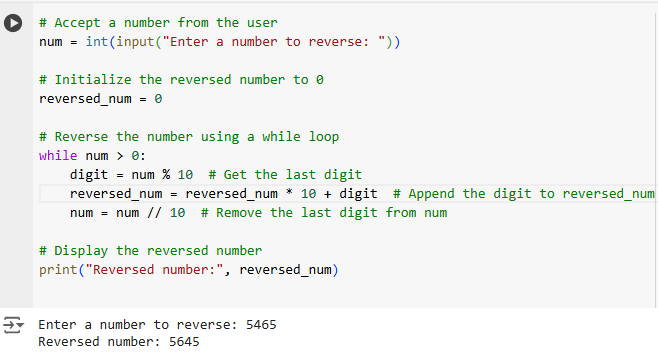 # Accept a number from the user
num = int(input("Enter a number to reverse: "))
# Initialize the reversed number to 0
reversed_num = 0
# Reverse the number using a while loop
while num > 0:
digit = num % 10  # Get the last digit
reversed_num = reversed_num * 10 + digit  # Append the digit to reversed_num
num = num // 10  # Remove the last digit from num
# Display the reversed number
print("Reversed number:", reversed_num)
Enter a number to reverse: 5465
Reversed number: 5645